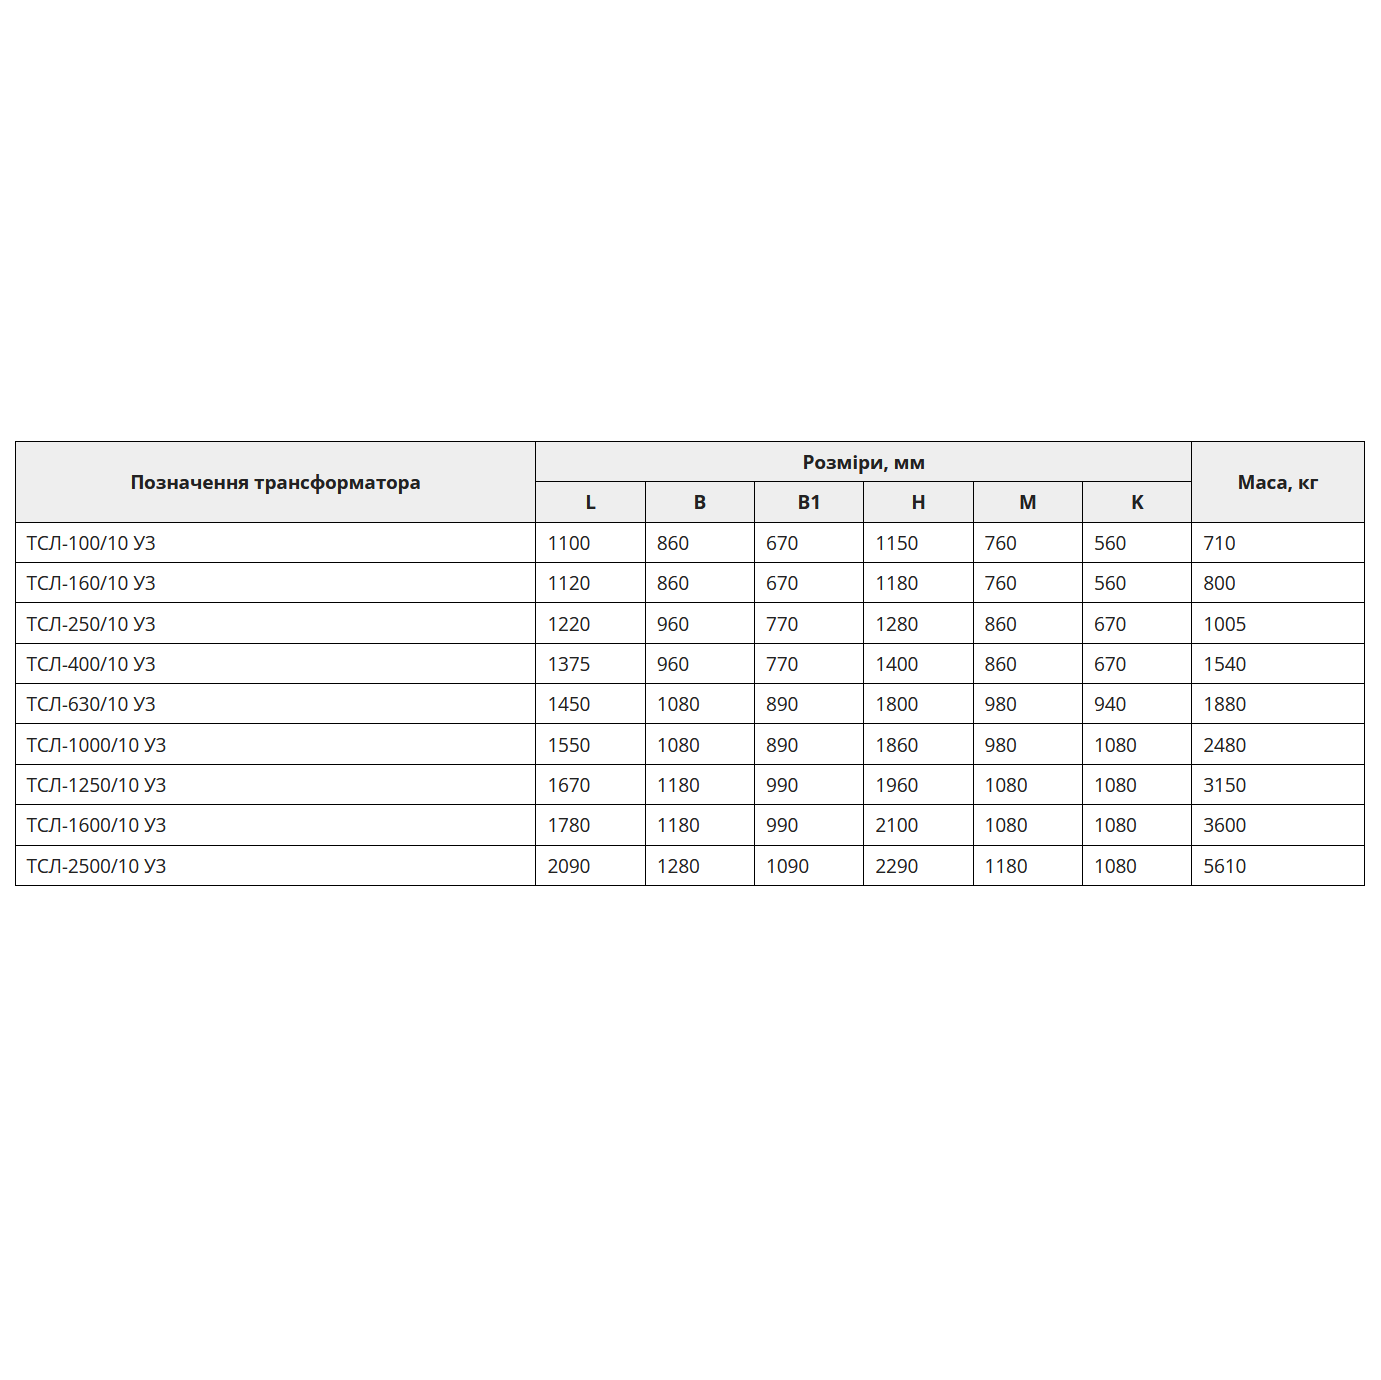 Позначення трансформатора Розміри, мм Маса, кг
L B B1 H M K
ТСЛ-100/10 У3 1100 860 670 1150 760 560 710
ТСЛ-160/10 У3 1120 860 670 1180 760 560 800
ТСЛ-250/10 У3 1220 960 770 1280 860 670 1005
ТСЛ-400/10 У3 1375 960 770 1400 860 670 1540
ТСЛ-630/10 У3 1450 1080 890 1800 980 940 1880
ТСЛ-1000/10 У3 1550 1080 890 1860 980 1080 2480
ТСЛ-1250/10 У3 1670 1180 990 1960 1080 1080 3150
ТСЛ-1600/10 У3 1780 1180 990 2100 1080 1080 3600
ТСЛ-2500/10 У3 2090 1280 1090 2290 1180 1080 5610